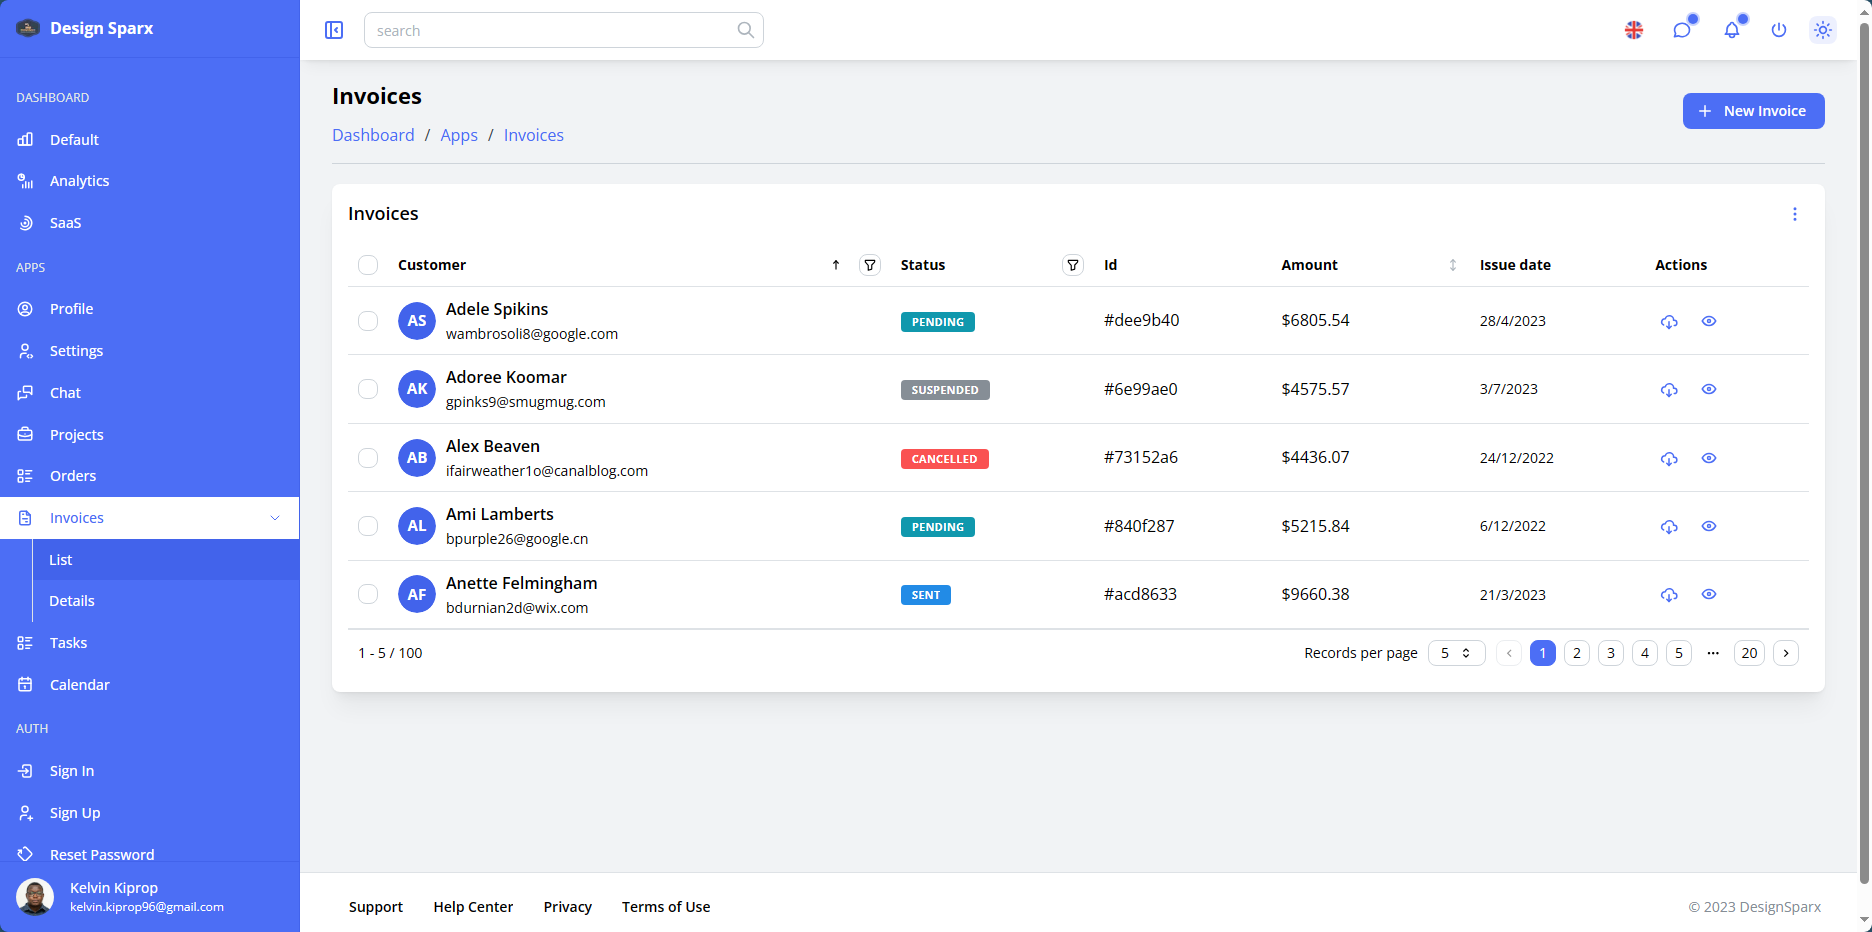 Design Sparx
DASHBOARD
Default
Analytics
SaaS
APPS
Profile
Settings
Chat
Projects
Orders
Invoices
List
Details
Tasks
Calendar
AUTH
Sign In
Sign Up
Reset Password
Kelvin Kiprop
kelvin.kiprop96@gmail.com
search
Invoices
Dashboard / Apps / Invoices
+ New Invoice
Invoices
Customer Status Id Amount Issue date Actions
AS Adele Spikins PENDING #dee9b40 $6805.54 28/4/2023
wambrosoli8@google.com
AK Adoree Koomar SUSPENDED #6e99ae0 $4575.57 3/7/2023
gpinks9@smugmug.com
AB Alex Beaven CANCELLED #73152a6 $4436.07 24/12/2022
ifairweather1o@canalblog.com
AL Ami Lamberts PENDING #840f287 $5215.84 6/12/2022
bpurple26@google.cn
AF Anette Felmingham SENT #acd8633 $9660.38 21/3/2023
bdurnian2d@wix.com
1 - 5 / 100 Records per page 5 1 2 3 4 5 ··· 20
Support Help Center Privacy Terms of Use © 2023 DesignSparx